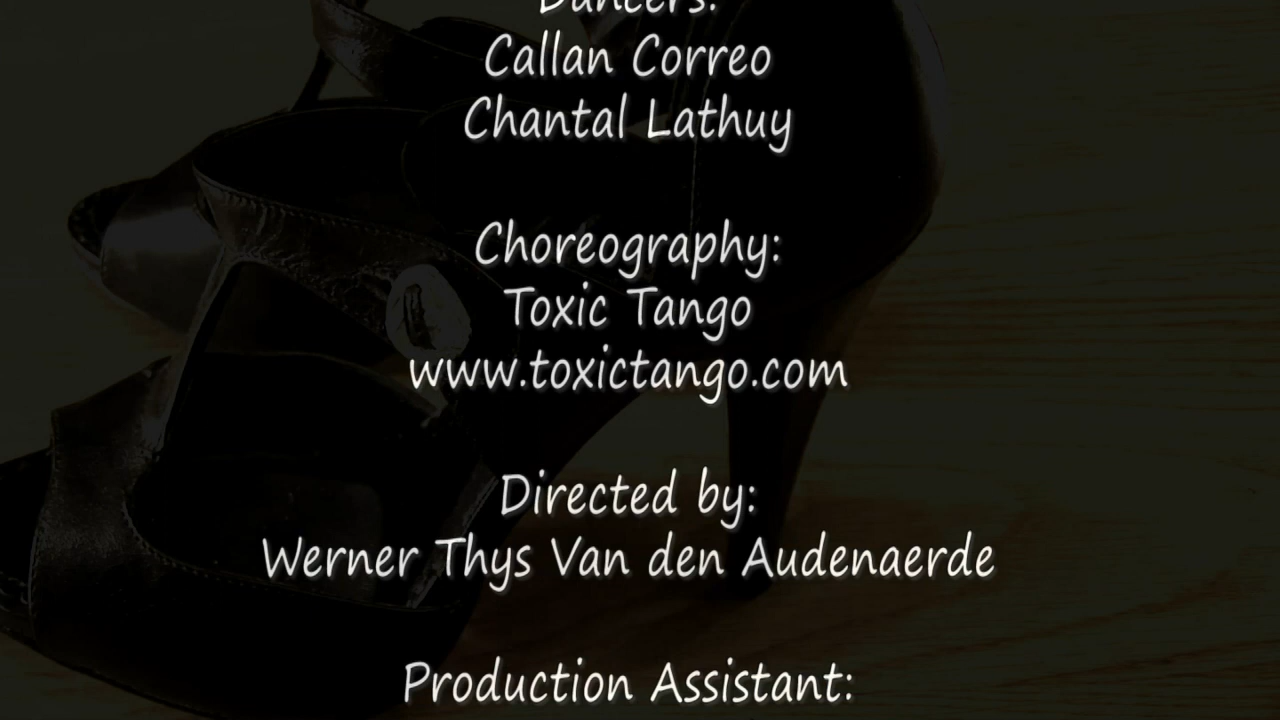 Dancers:
Callan Correo
Chantal Lathuy
Choreography:
Toxic Tango
www.toxictango.com
Directed by:
Werner Thys Van den Audenaerde
Production Assistant: